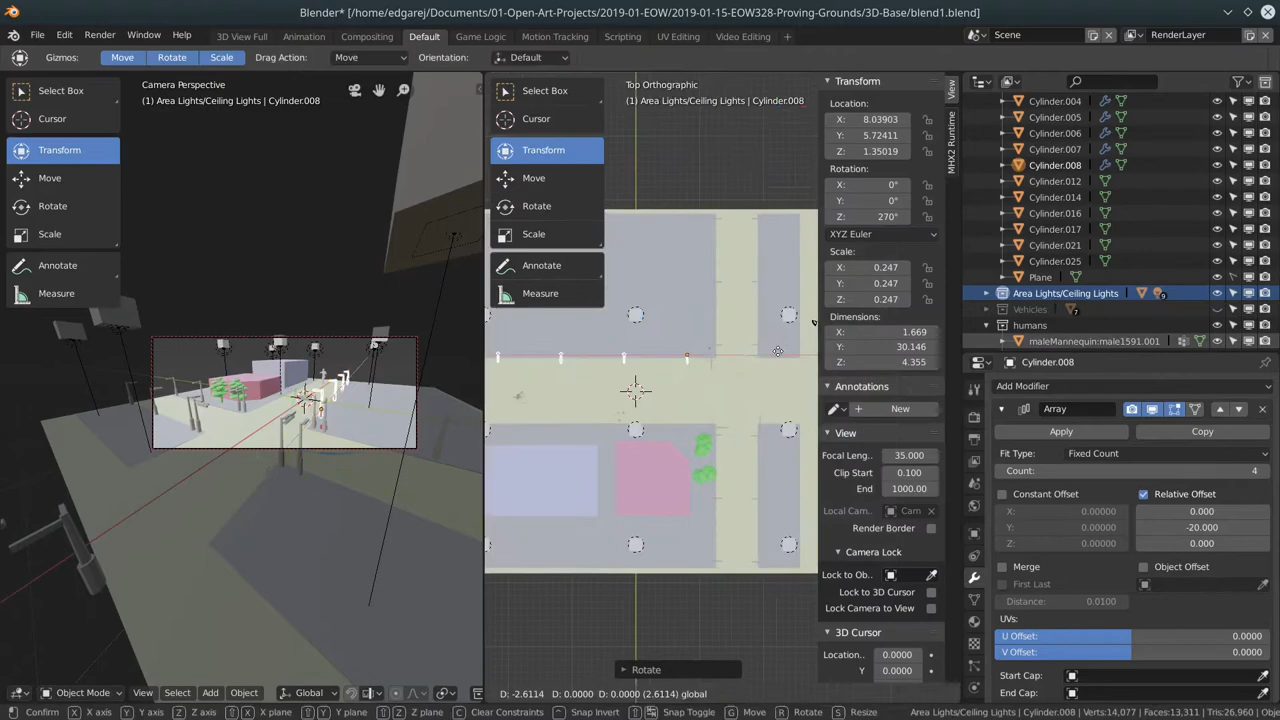 Blender* [/home/edgarej/Documents/01-Open-Art-Projects/2019-01-EOW/2019-01-15-EOW328-Proving-Grounds/3D-Base/blend1.blend]
File Edit Render Window Help 3D View Full Animation Compositing Default Game Logic Motion Tracking Scripting UV Editing Video Editing + Scene RenderLayer
Gizmos: Move Rotate Scale Drag Action: Move Orientation: Default
Camera Perspective
(1) Area Lights/Ceiling Lights | Cylinder.008
Select Box
Cursor
Transform
Move
Rotate
Scale
Annotate
Measure
Top Orthographic
(1) Area Lights/Ceiling Lights | Cylinder.008
Select Box
Cursor
Transform
Move
Rotate
Scale
Annotate
Measure
Transform
Location:
X: 8.03903
Y: 5.72411
Z: 1.35019
Rotation:
X: 0°
Y: 0°
Z: 270°
XYZ Euler
Scale:
X: 0.247
Y: 0.247
Z: 0.247
Dimensions:
X: 1.669
Y: 30.146
Z: 4.355
Annotations
+ New
View
Focal Leng... 35.000
Clip Start 0.100
End 1000.00
Local Cam... Cam
Render Border
Camera Lock
Lock to Ob...
Lock to 3D Cursor
Lock Camera to View
3D Cursor
Location... 0.0000
Y 0.0000
View
MHX2 Runtime
Cylinder.004
Cylinder.005
Cylinder.006
Cylinder.007
Cylinder.008
Cylinder.012
Cylinder.014
Cylinder.016
Cylinder.017
Cylinder.021
Cylinder.025
Plane
Area Lights/Ceiling Lights 9
Vehicles 7
humans
maleMannequin:male1591.001
Cylinder.008
Add Modifier
Array
Apply Copy
Fit Type: Fixed Count
Count: 4
Constant Offset Relative Offset
X: 0.00000 0.000
Y: 0.00000 -20.000
Z: 0.00000 0.000
Merge Object Offset
First Last
Distance: 0.0100
UVs:
U Offset: 0.0000
V Offset: 0.0000
Start Cap:
End Cap:
Rotate
Object Mode View Select Add Object Global
D: -2.6114 D: 0.0000 D: 0.0000 (2.6114) global
Confirm X X axis Y Y axis Z Z axis X X plane Y Y plane Z Z plane C Clear Constraints Snap Invert Snap Toggle G Move R Rotate S Resize Area Lights/Ceiling Lights | Cylinder.008 | Verts:14,077 | Faces:13,311 | Tris:26,960 | Objec